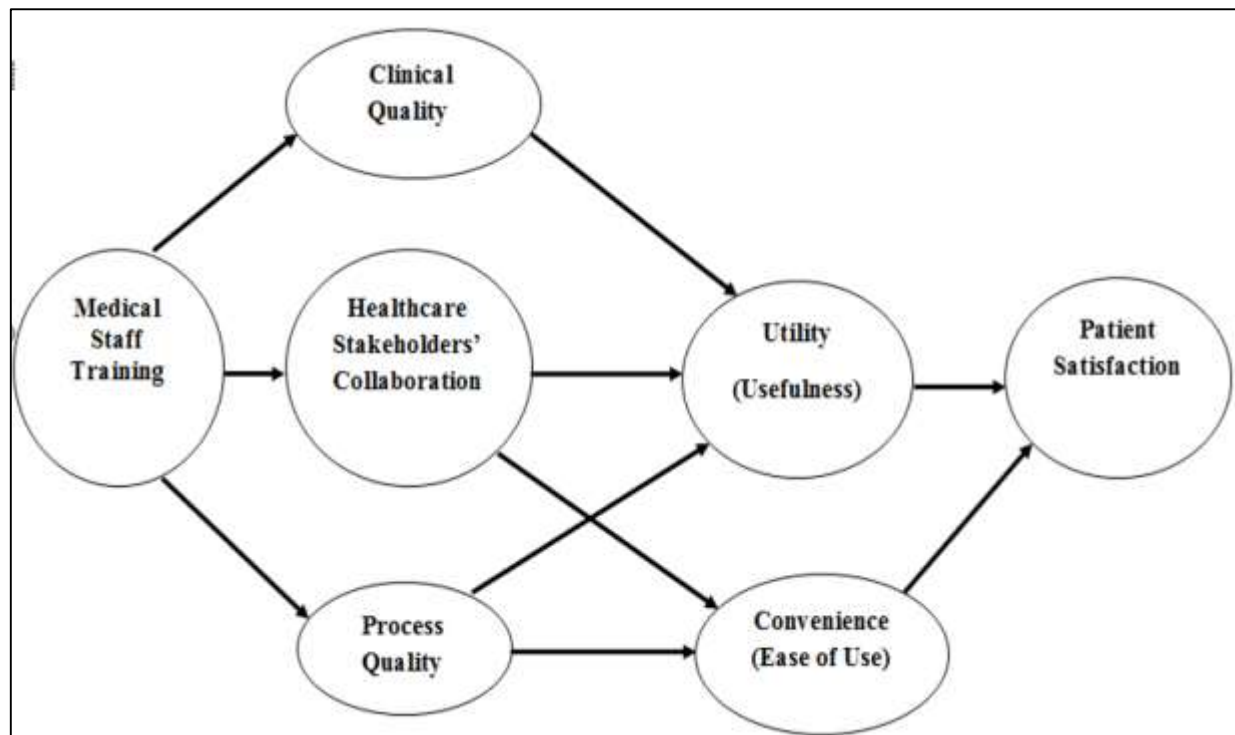 Clinical
Quality
Medical
Staff
Training
Healthcare
Stakeholders’
Collaboration
Utility
(Usefulness)
Patient
Satisfaction
Process
Quality
Convenience
(Ease of Use)